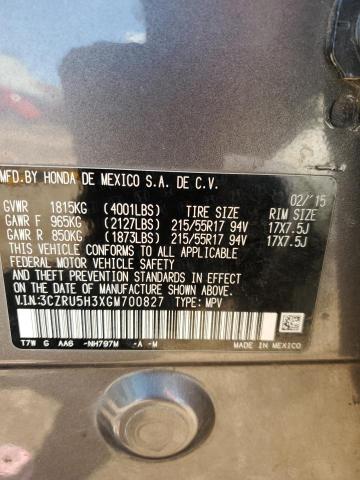 MFD.BY HONDA DE MEXICO S.A. DE C.V.
02/'15
GVWR 1815KG (4001LBS) TIRE SIZE RIM SIZE
GAWR F 965KG (2127LBS) 215/55R17 94V 17X7.5J
GAWR R 850KG (1873LBS) 215/55R17 94V 17X7.5J
THIS VEHICLE CONFORMS TO ALL APPLICABLE
FEDERAL MOTOR VEHICLE SAFETY STANDARDS IN EFFECT
ON THE DATE OF MANUFACTURE SHOWN ABOVE.
V.I.N:3CZRU5H3XGM700827 TYPE: MPV
T7W G AA6 -NH797M -A -M
MADE IN MEXICO